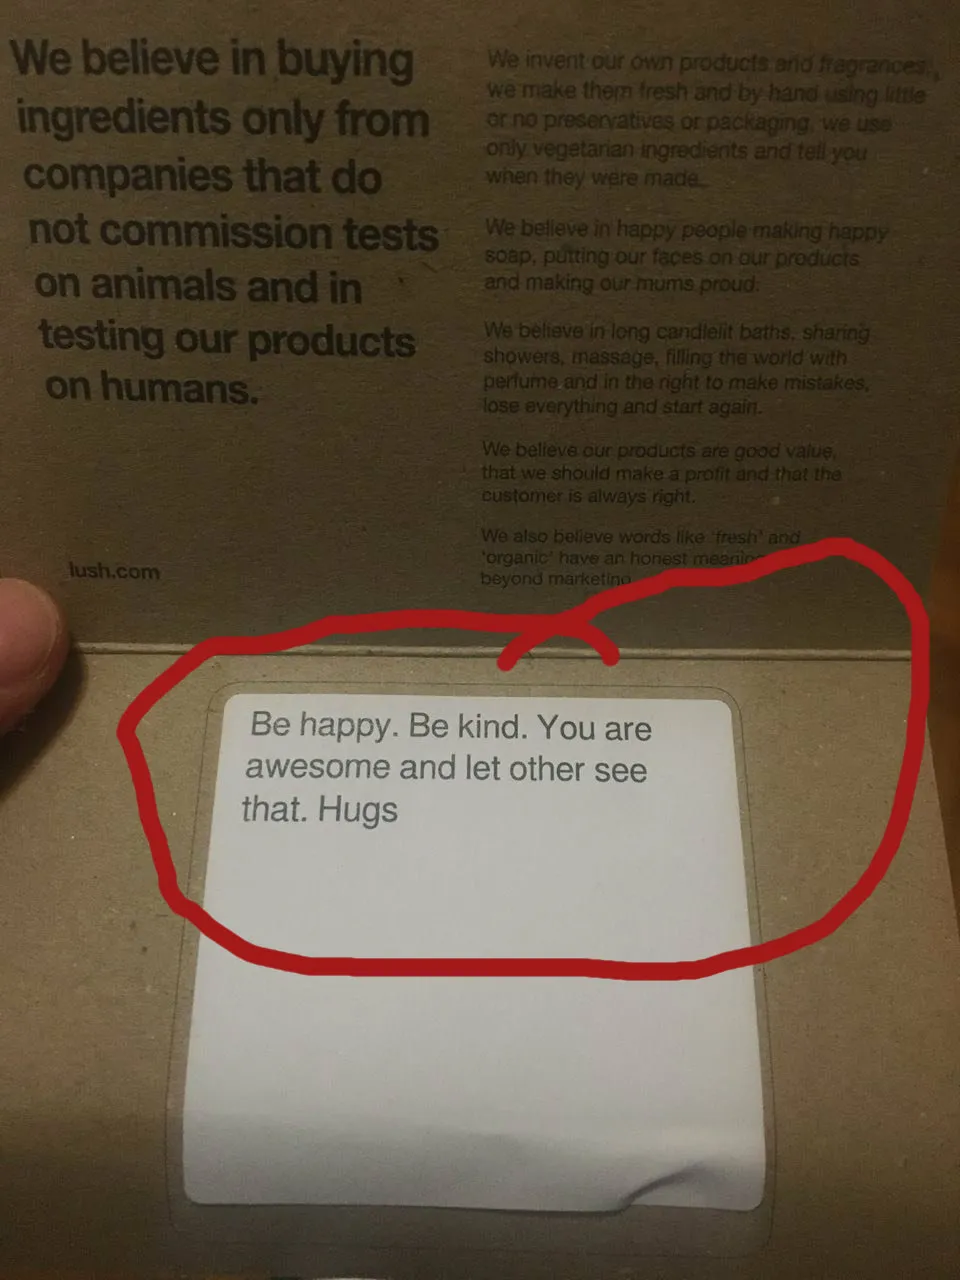 We believe in buying
ingredients only from
companies that do
not commission tests
on animals and in
testing our products
on humans.
lush.com
We invent our own products and fragrances,
we make them fresh and by hand using little
or no preservatives or packaging, we use
only vegetarian ingredients and tell you
when they were made.
We believe in happy people making happy
soap, putting our faces on our products
and making our mums proud.
We believe in long candlelit baths, sharing
showers, massage, filling the world with
perfume and in the right to make mistakes,
lose everything and start again.
We believe our products are good value,
that we should make a profit and that the
customer is always right.
We also believe words like 'fresh' and
'organic' have an honest meaning
beyond marketing
Be happy. Be kind. You are
awesome and let other see
that. Hugs